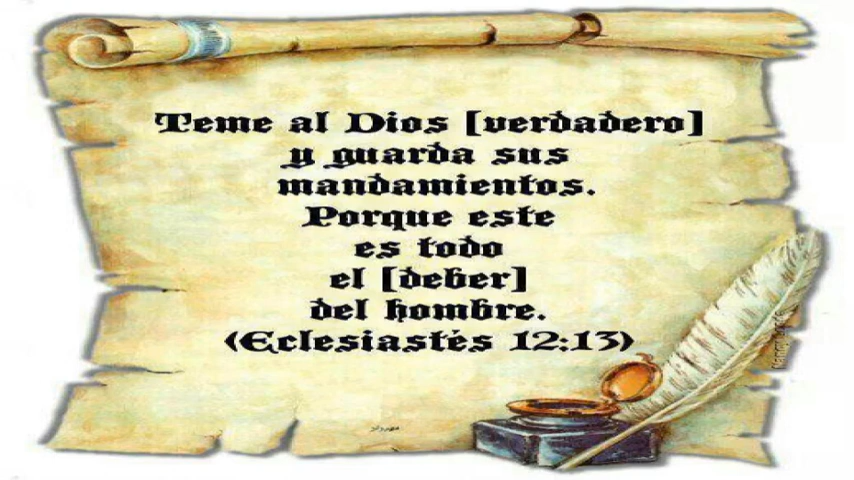 Teme al Dios [verdadero]
y guarda sus
mandamientos.
Porque este
es todo
el [deber]
del hombre.
(Eclesiastés 12:13)